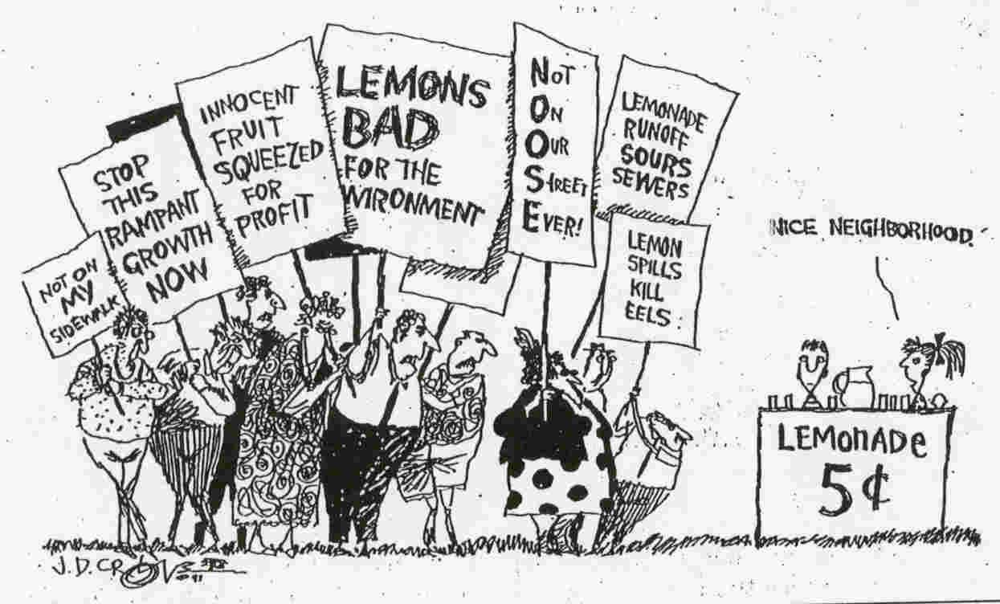 NOT ON
MY
SIDEWALK
STOP
THIS
RAMPANT
GROWTH
NOW
INNOCENT
FRUIT
SQUEEZED
FOR
PROFIT
LEMONS
BAD
FOR THE
'WIRONMENT
NOT
ON
OUR
STREET
EVER!
LEMONADE
RUNOFF
SOURS
SEWERS
LEMON
SPILLS
KILL
EELS
NICE NEIGHBORHOOD.
LEMONADE
5¢
J.D. CROWE